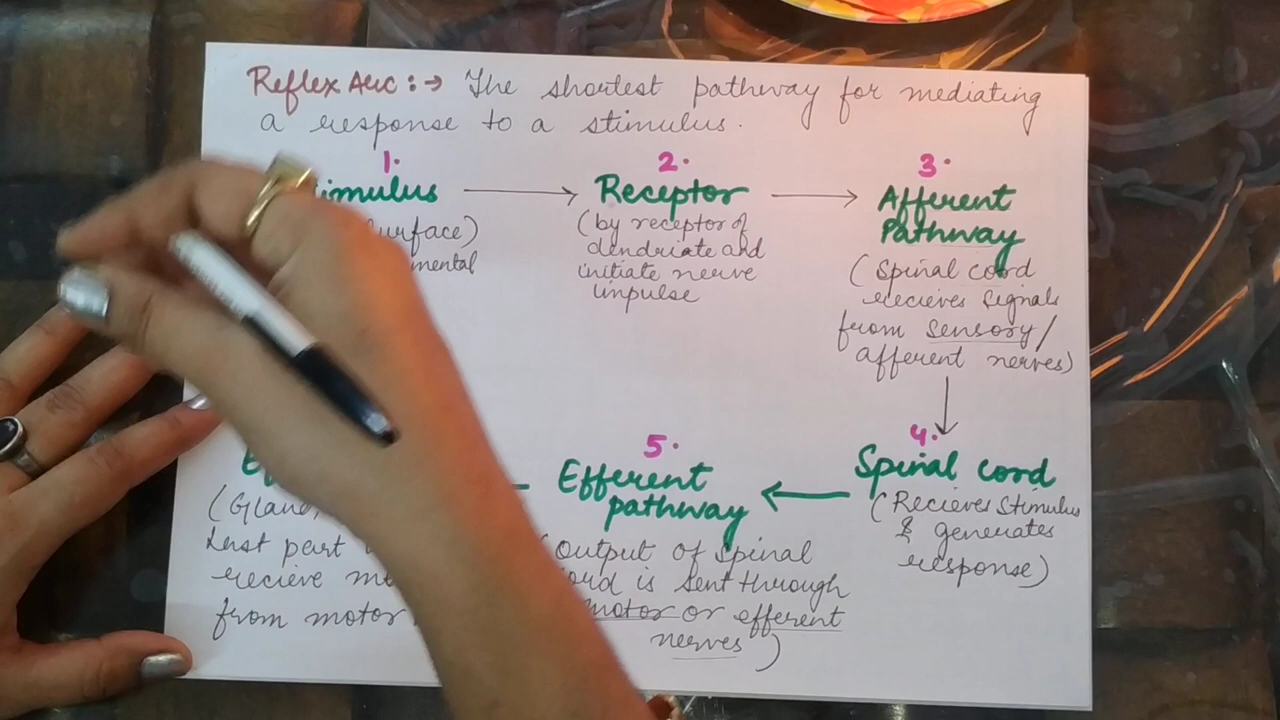 Reflex Arc :→ The shortest pathway for mediating
a response to a stimulus.
1.
imulus
urface)
mental
2.
Receptor
(by receptor of
dendriate and
initiate nerve
impulse
3.
Afferent
Pathway
(Spinal cord
recieves signals
from sensory/
afferent nerves)
4.
Spinal cord
(Recieves Stimulus
& generates
response)
5.
Efferent
pathway
(Output of spinal
cord is sent through
motor or efferent
nerves)
E
(Gland
Last part
recieve me
from motor